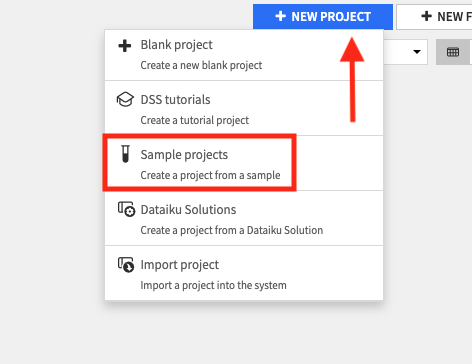 + NEW PROJECT
+ NEW F
Blank project
Create a new blank project
DSS tutorials
Create a tutorial project
Sample projects
Create a project from a sample
Dataiku Solutions
Create a project from a Dataiku Solution
Import project
Import a project into the system